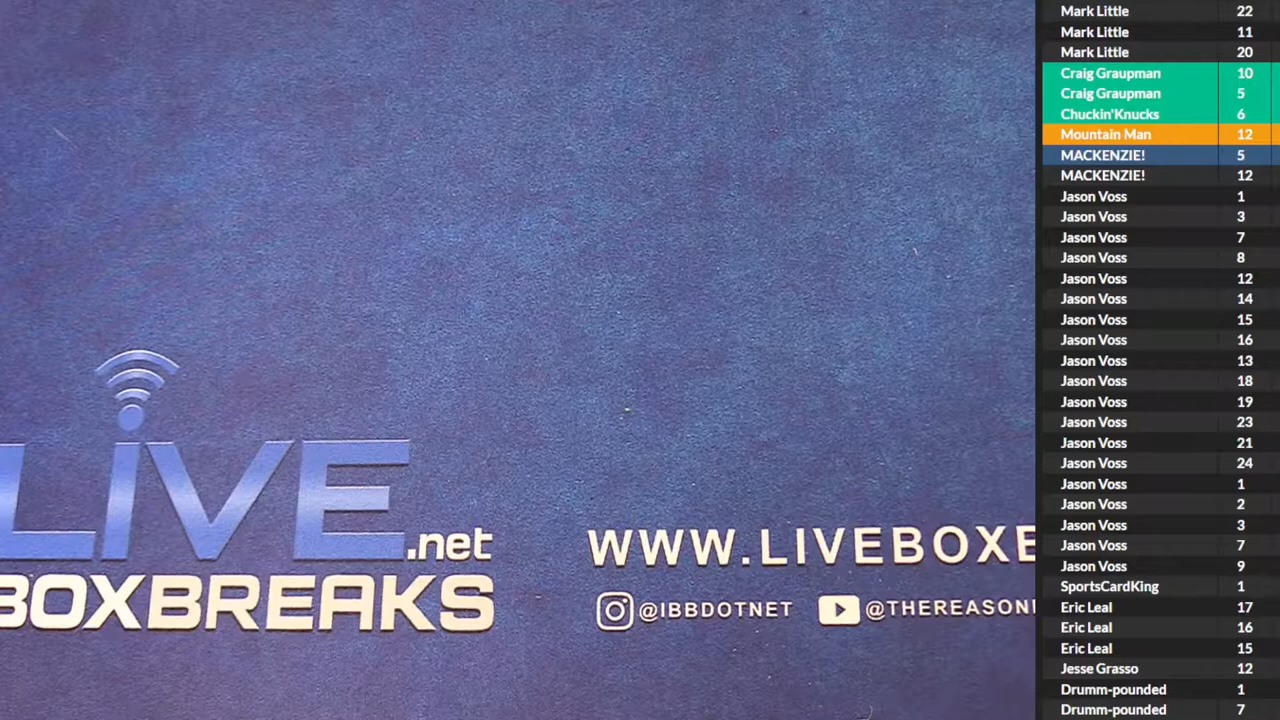 Mark Little 22
Mark Little 11
Mark Little 20
Craig Graupman 10
Craig Graupman 5
Chuckin'Knucks 6
Mountain Man 12
MACKENZIE! 5
MACKENZIE! 12
Jason Voss 1
Jason Voss 3
Jason Voss 7
Jason Voss 8
Jason Voss 12
Jason Voss 14
Jason Voss 15
Jason Voss 16
Jason Voss 13
Jason Voss 18
Jason Voss 19
Jason Voss 23
Jason Voss 21
Jason Voss 24
Jason Voss 1
Jason Voss 2
Jason Voss 3
Jason Voss 7
Jason Voss 9
SportsCardKing 1
Eric Leal 17
Eric Leal 16
Eric Leal 15
Jesse Grasso 12
Drumm-pounded 1
Drumm-pounded 7
LIVE.net
BOXBREAKS
WWW.LIVEBOXB
@IBBDOTNET @THEREASON